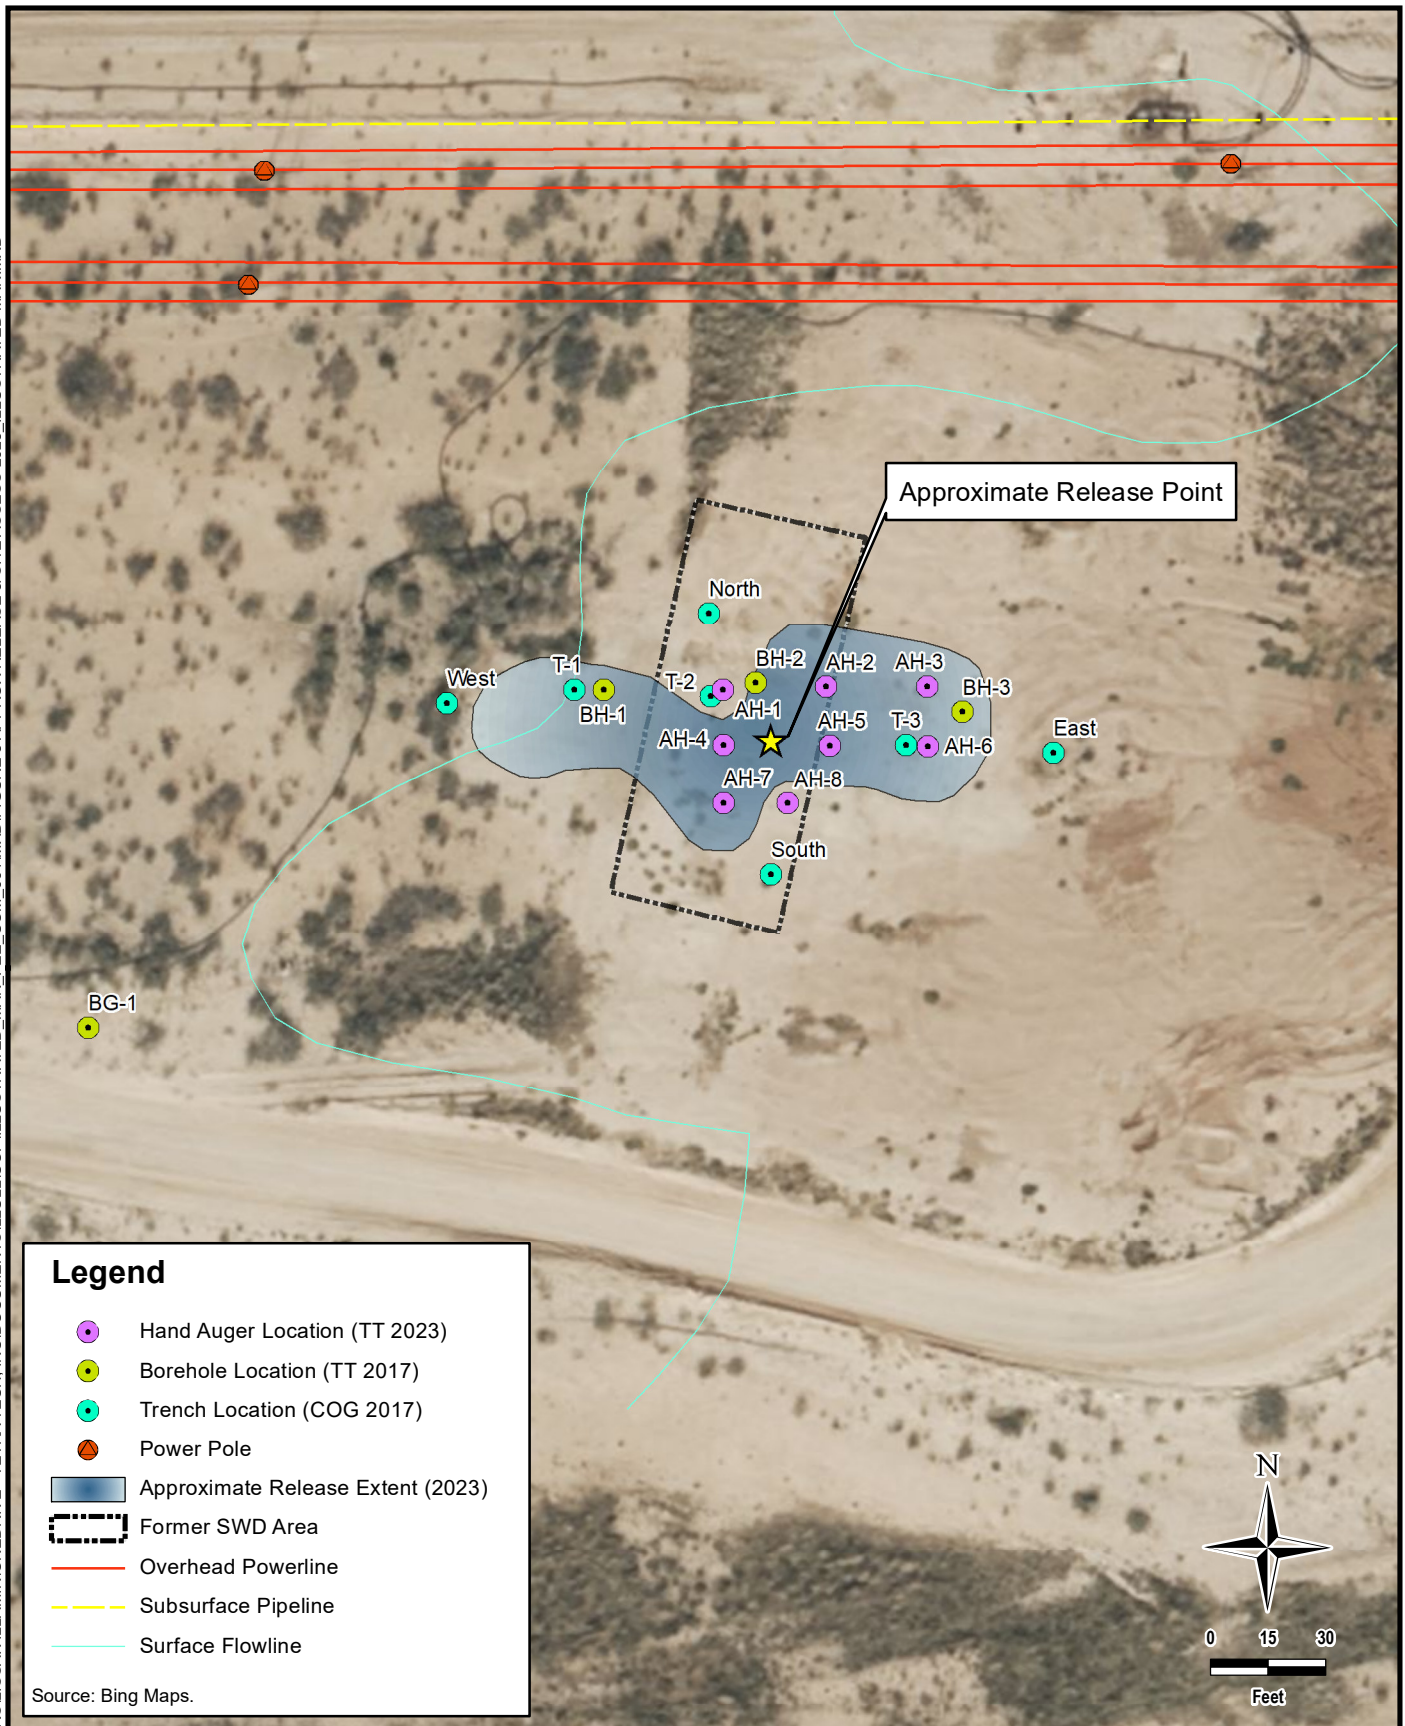 Approximate Release Point
North
BH-2
AH-2
AH-3
T-1
West
T-2
BH-3
BH-1
AH-1
AH-5
T-3
East
AH-4
AH-6
AH-7
AH-8
South
BG-1
Legend
Hand Auger Location (TT 2023)
Borehole Location (TT 2017)
Trench Location (COG 2017)
Power Pole
Approximate Release Extent (2023)
Former SWD Area
Overhead Powerline
Subsurface Pipeline
Surface Flowline
Source: Bing Maps.
N
0 15 30
Feet